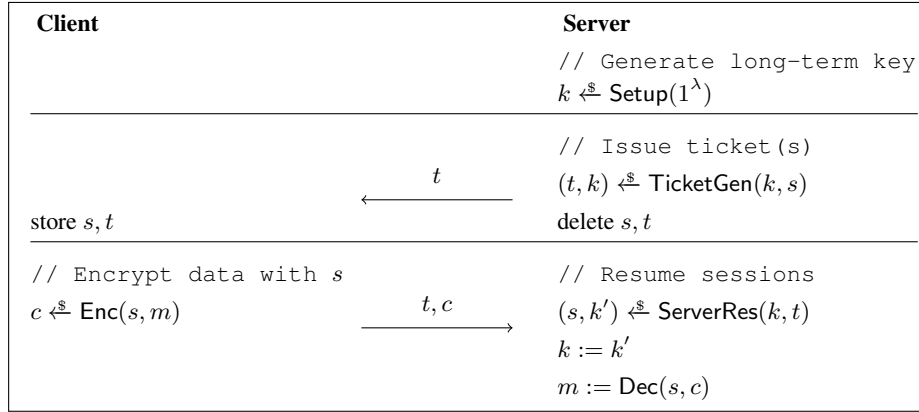 Client Server
// Generate long-term key
k ←$ Setup(1^λ)
// Issue ticket(s)
t (t, k) ←$ TicketGen(k, s)
store s, t delete s, t
// Encrypt data with s // Resume sessions
c ←$ Enc(s, m) t, c (s, k′) ←$ ServerRes(k, t)
k := k′
m := Dec(s, c)